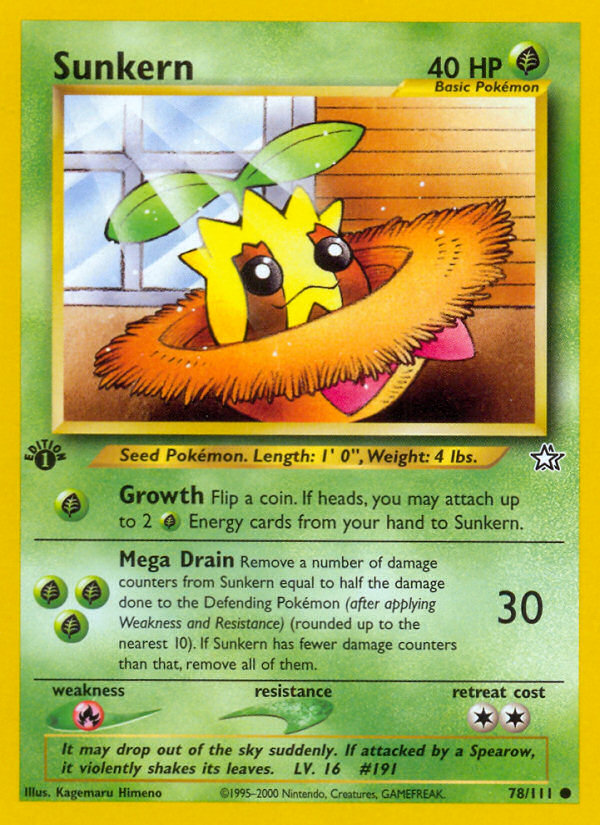 Sunkern
40 HP
Basic Pokémon
EDITION 1
Seed Pokémon. Length: 1' 0", Weight: 4 lbs.
Growth Flip a coin. If heads, you may attach up
to 2 Energy cards from your hand to Sunkern.
Mega Drain Remove a number of damage
counters from Sunkern equal to half the damage
done to the Defending Pokémon (after applying
Weakness and Resistance) (rounded up to the
nearest 10). If Sunkern has fewer damage counters
than that, remove all of them.
30
weakness
resistance
retreat cost
It may drop out of the sky suddenly. If attacked by a Spearow,
it violently shakes its leaves. LV. 16 #191
Illus. Kagemaru Himeno
©1995-2000 Nintendo, Creatures, GAMEFREAK.
78/111